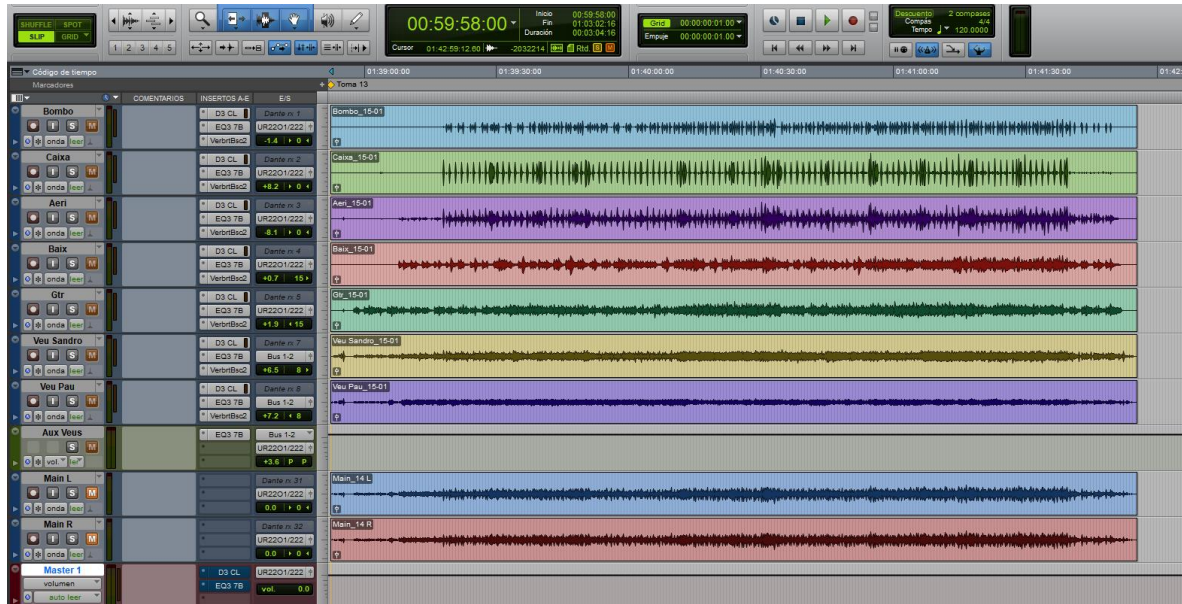 SHUFFLE SPOT
SLIP GRID
1 2 3 4 5
00:59:58:00
Inicio 00:59:58:00
Fin 01:03:02:16
Duración 00:03:04:16
Cursor 01:42:59:12.60 -2032214 Rtd.
Grid 00:00:00:01.00
Empuje 00:00:00:01.00
Descuento 2 compases
Compás 4/4
Tempo 120.0000
Código de tiempo 01:39:00:00 01:39:30:00 01:40:00:00 01:40:30:00 01:41:00:00 01:41:30:00 01:42:
Marcadores Toma 13
COMENTARIOS INSERTOS A-E E/S
Bombo D3 CL Dante rx 1 Bombo_15-01
I S M EQ3 7B UR22O1/222
onda leer VerbrtBsc2 -1.4 0
Caixa D3 CL Dante rx 2 Caixa_15-01
I S M EQ3 7B UR22O1/222
onda leer VerbrtBsc2 +8.2 0
Aeri D3 CL Dante rx 3 Aeri_15-01
I S M EQ3 7B UR22O1/222
onda leer VerbrtBsc2 -8.1 0
Baix D3 CL Dante rx 4 Baix_15-01
I S M EQ3 7B UR22O1/222
onda leer VerbrtBsc2 +0.7 15
Gtr D3 CL Dante rx 5 Gtr_15-01
I S M EQ3 7B UR22O1/222
onda leer VerbrtBsc2 +1.9 15
Veu Sandro D3 CL Dante rx 7 Veu Sandro_15-01
I S M EQ3 7B Bus 1-2
onda leer VerbrtBsc2 +6.5 8
Veu Pau D3 CL Dante rx 8 Veu Pau_15-01
I S M EQ3 7B Bus 1-2
onda leer VerbrtBsc2 +7.2 8
Aux Veus EQ3 7B Bus 1-2
S M UR22O1/222
vol. +3.6 P P
Main L Dante rx 31 Main_14 L
I S M UR22O1/222
onda leer 0.0 0
Main R Dante rx 32 Main_14 R
I S M UR22O1/222
onda leer 0.0 0
Master 1 D3 CL UR22O1/222
volumen EQ3 7B vol. 0.0
auto leer